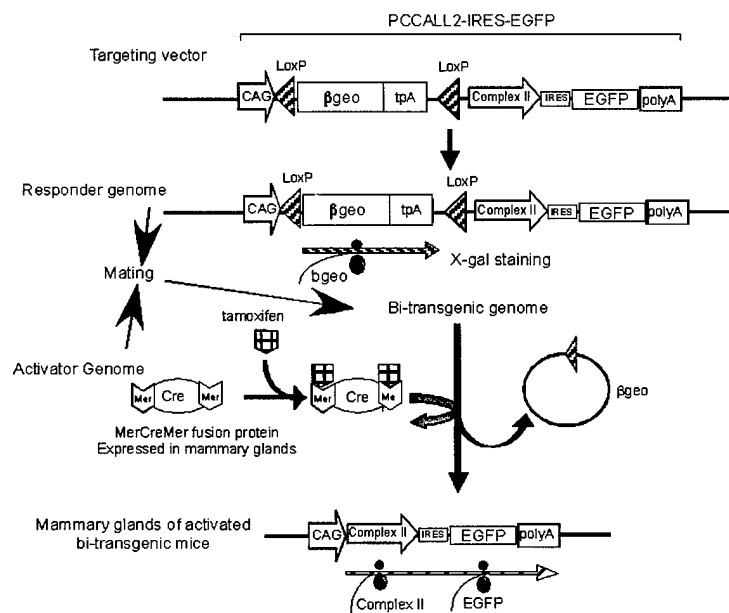 PCCALL2-IRES-EGFP
Targeting vector
LoxP LoxP
CAG βgeo tpA Complex II IRES EGFP polyA
Responder genome
LoxP LoxP
CAG βgeo tpA Complex II IRES EGFP polyA
bgeo
X-gal staining
Mating
tamoxifen
Bi-transgenic genome
Activator Genome
Mer Cre Mer
Mer Cre Me
βgeo
MerCreMer fusion protein
Expressed in mammary glands
Mammary glands of activated
bi-transgenic mice
CAG Complex II IRES EGFP polyA
Complex II EGFP